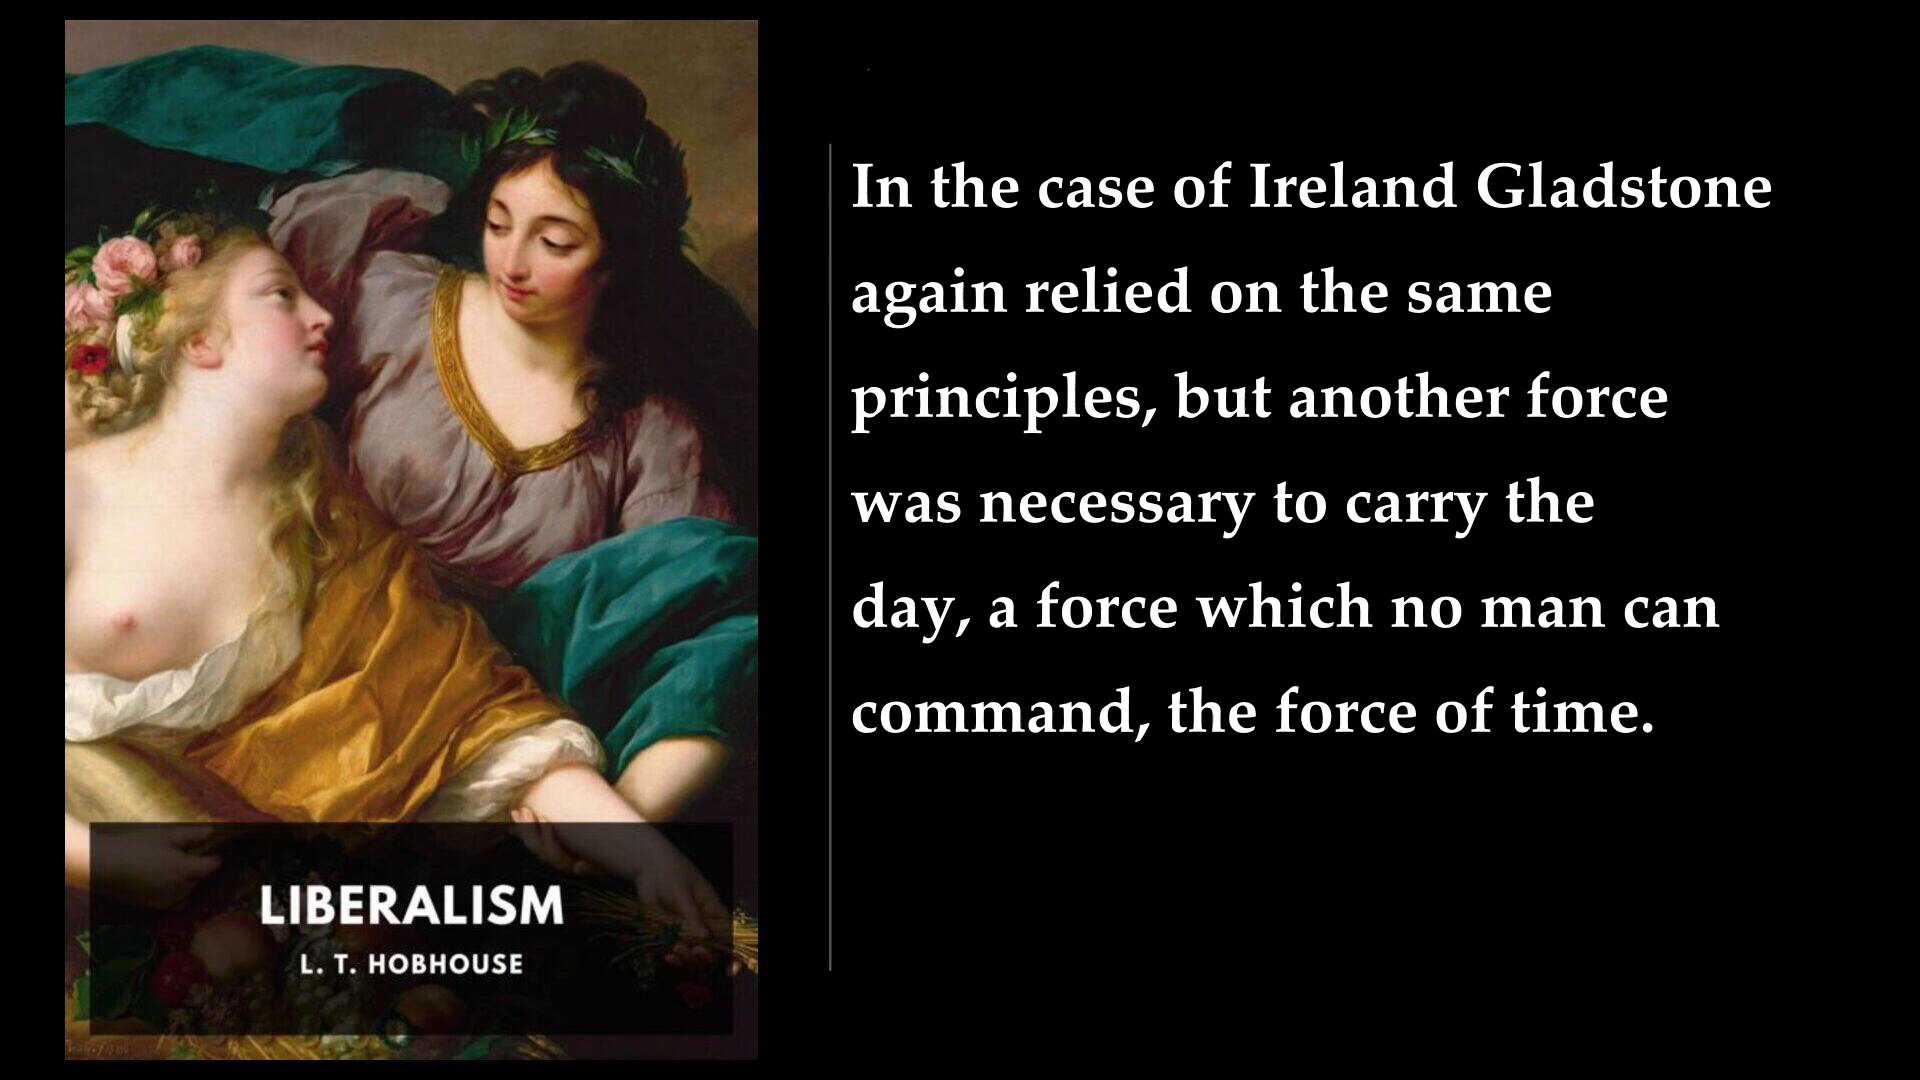 In the case of Ireland Gladstone
again relied on the same
principles, but another force
was necessary to carry the
day, a force which no man can
command, the force of time.
LIBERALISM
L. T. HOBHOUSE